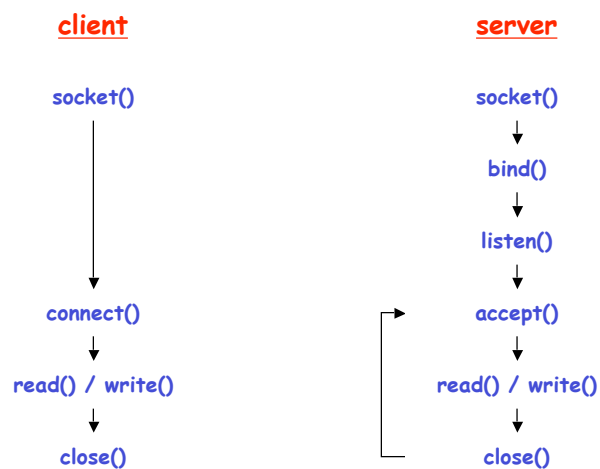 client
socket()
connect()
read() / write()
close()
server
socket()
bind()
listen()
accept()
read() / write()
close()